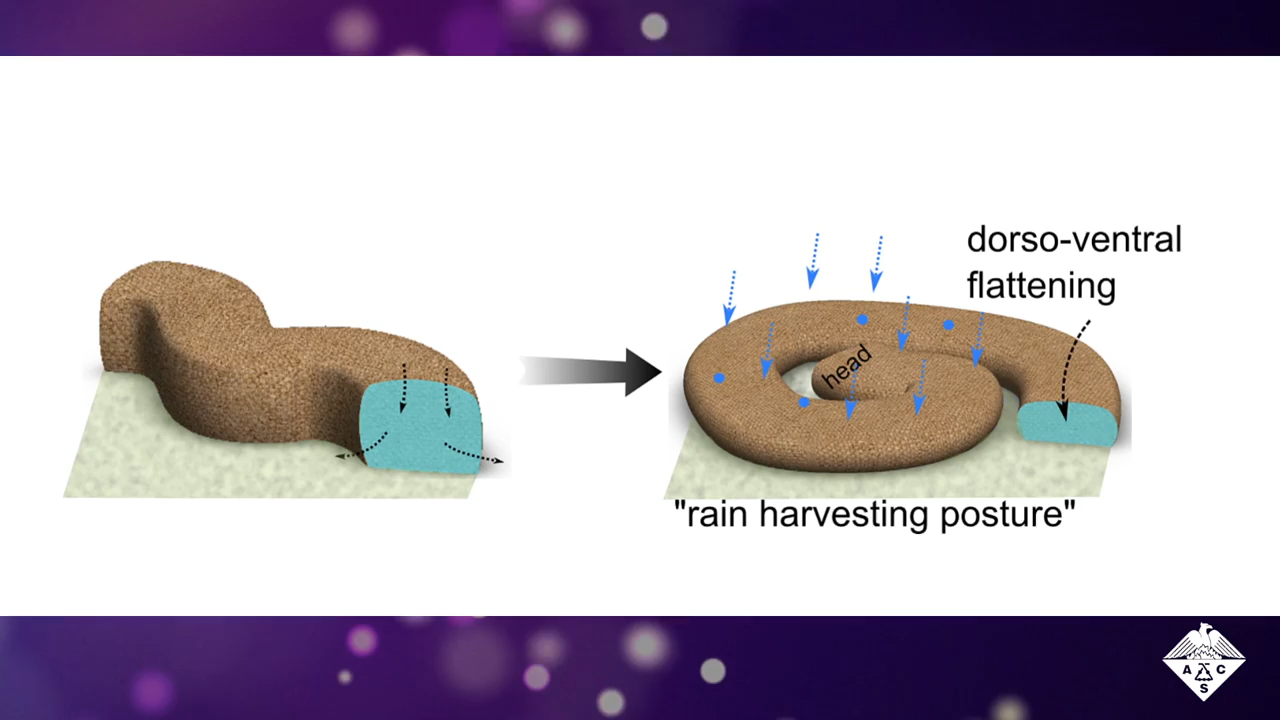 dorso-ventral
flattening
head
"rain harvesting posture"
A C
S